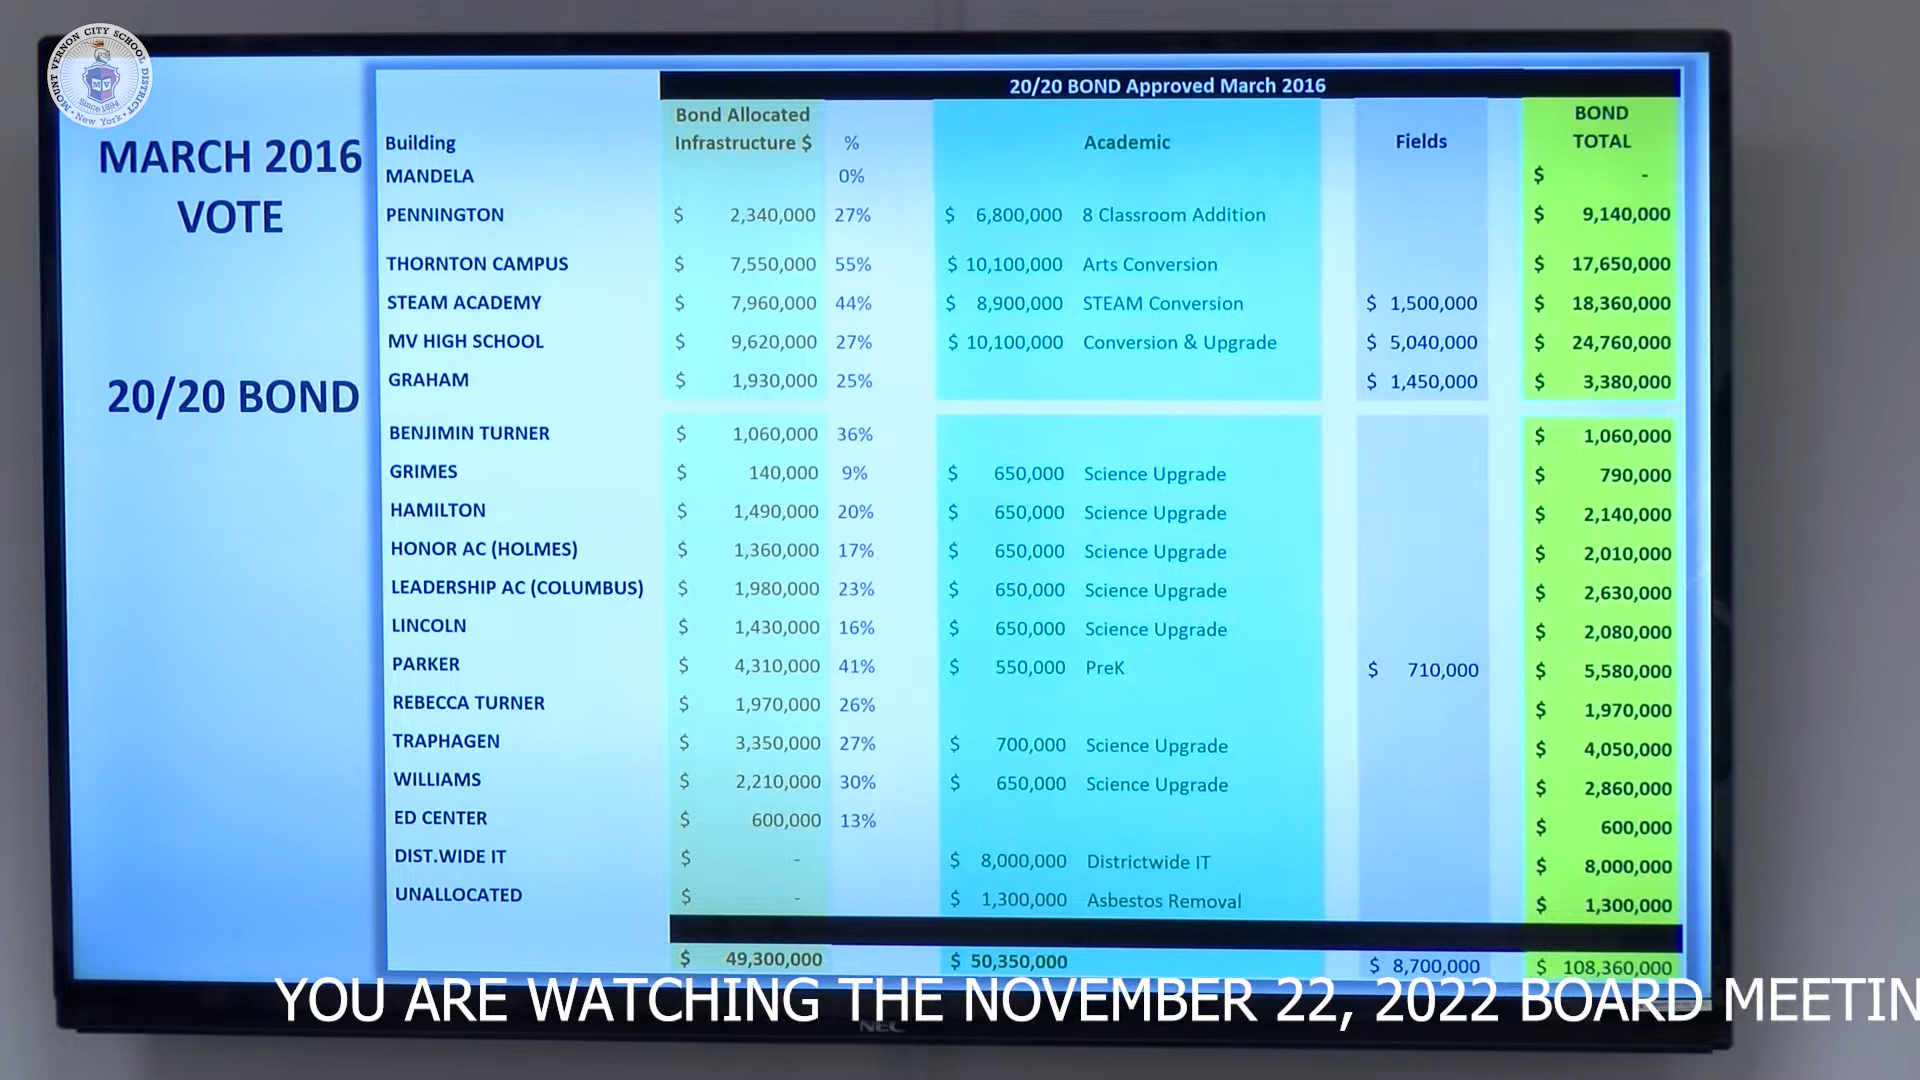 MOUNT VERNON CITY SCHOOL DISTRICT
MV
Since 1894
New York
MARCH 2016
VOTE
20/20 BOND
20/20 BOND Approved March 2016
Building Bond Allocated Infrastructure $ % Academic Fields BOND TOTAL
MANDELA 0% $ -
PENNINGTON $ 2,340,000 27% $ 6,800,000 8 Classroom Addition $ 9,140,000
THORNTON CAMPUS $ 7,550,000 55% $ 10,100,000 Arts Conversion $ 17,650,000
STEAM ACADEMY $ 7,960,000 44% $ 8,900,000 STEAM Conversion $ 1,500,000 $ 18,360,000
MV HIGH SCHOOL $ 9,620,000 27% $ 10,100,000 Conversion & Upgrade $ 5,040,000 $ 24,760,000
GRAHAM $ 1,930,000 25% $ 1,450,000 $ 3,380,000
BENJIMIN TURNER $ 1,060,000 36% $ 1,060,000
GRIMES $ 140,000 9% $ 650,000 Science Upgrade $ 790,000
HAMILTON $ 1,490,000 20% $ 650,000 Science Upgrade $ 2,140,000
HONOR AC (HOLMES) $ 1,360,000 17% $ 650,000 Science Upgrade $ 2,010,000
LEADERSHIP AC (COLUMBUS) $ 1,980,000 23% $ 650,000 Science Upgrade $ 2,630,000
LINCOLN $ 1,430,000 16% $ 650,000 Science Upgrade $ 2,080,000
PARKER $ 4,310,000 41% $ 550,000 PreK $ 710,000 $ 5,580,000
REBECCA TURNER $ 1,970,000 26% $ 1,970,000
TRAPHAGEN $ 3,350,000 27% $ 700,000 Science Upgrade $ 4,050,000
WILLIAMS $ 2,210,000 30% $ 650,000 Science Upgrade $ 2,860,000
ED CENTER $ 600,000 13% $ 600,000
DIST.WIDE IT $ - $ 8,000,000 Districtwide IT $ 8,000,000
UNALLOCATED $ - $ 1,300,000 Asbestos Removal $ 1,300,000
$ 49,300,000 $ 50,350,000 $ 8,700,000 $ 108,360,000
YOU ARE WATCHING THE NOVEMBER 22, 2022 BOARD MEETIN
NEC